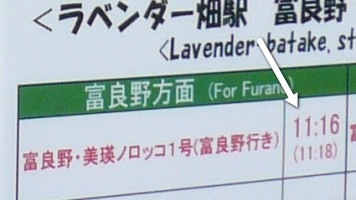 ＜ラベンダー畑駅 富良野
<Lavender batake, st
富良野方面 (For Furano)
富良野・美瑛ノロッコ1号(富良野行き) 11:16
(11:18)